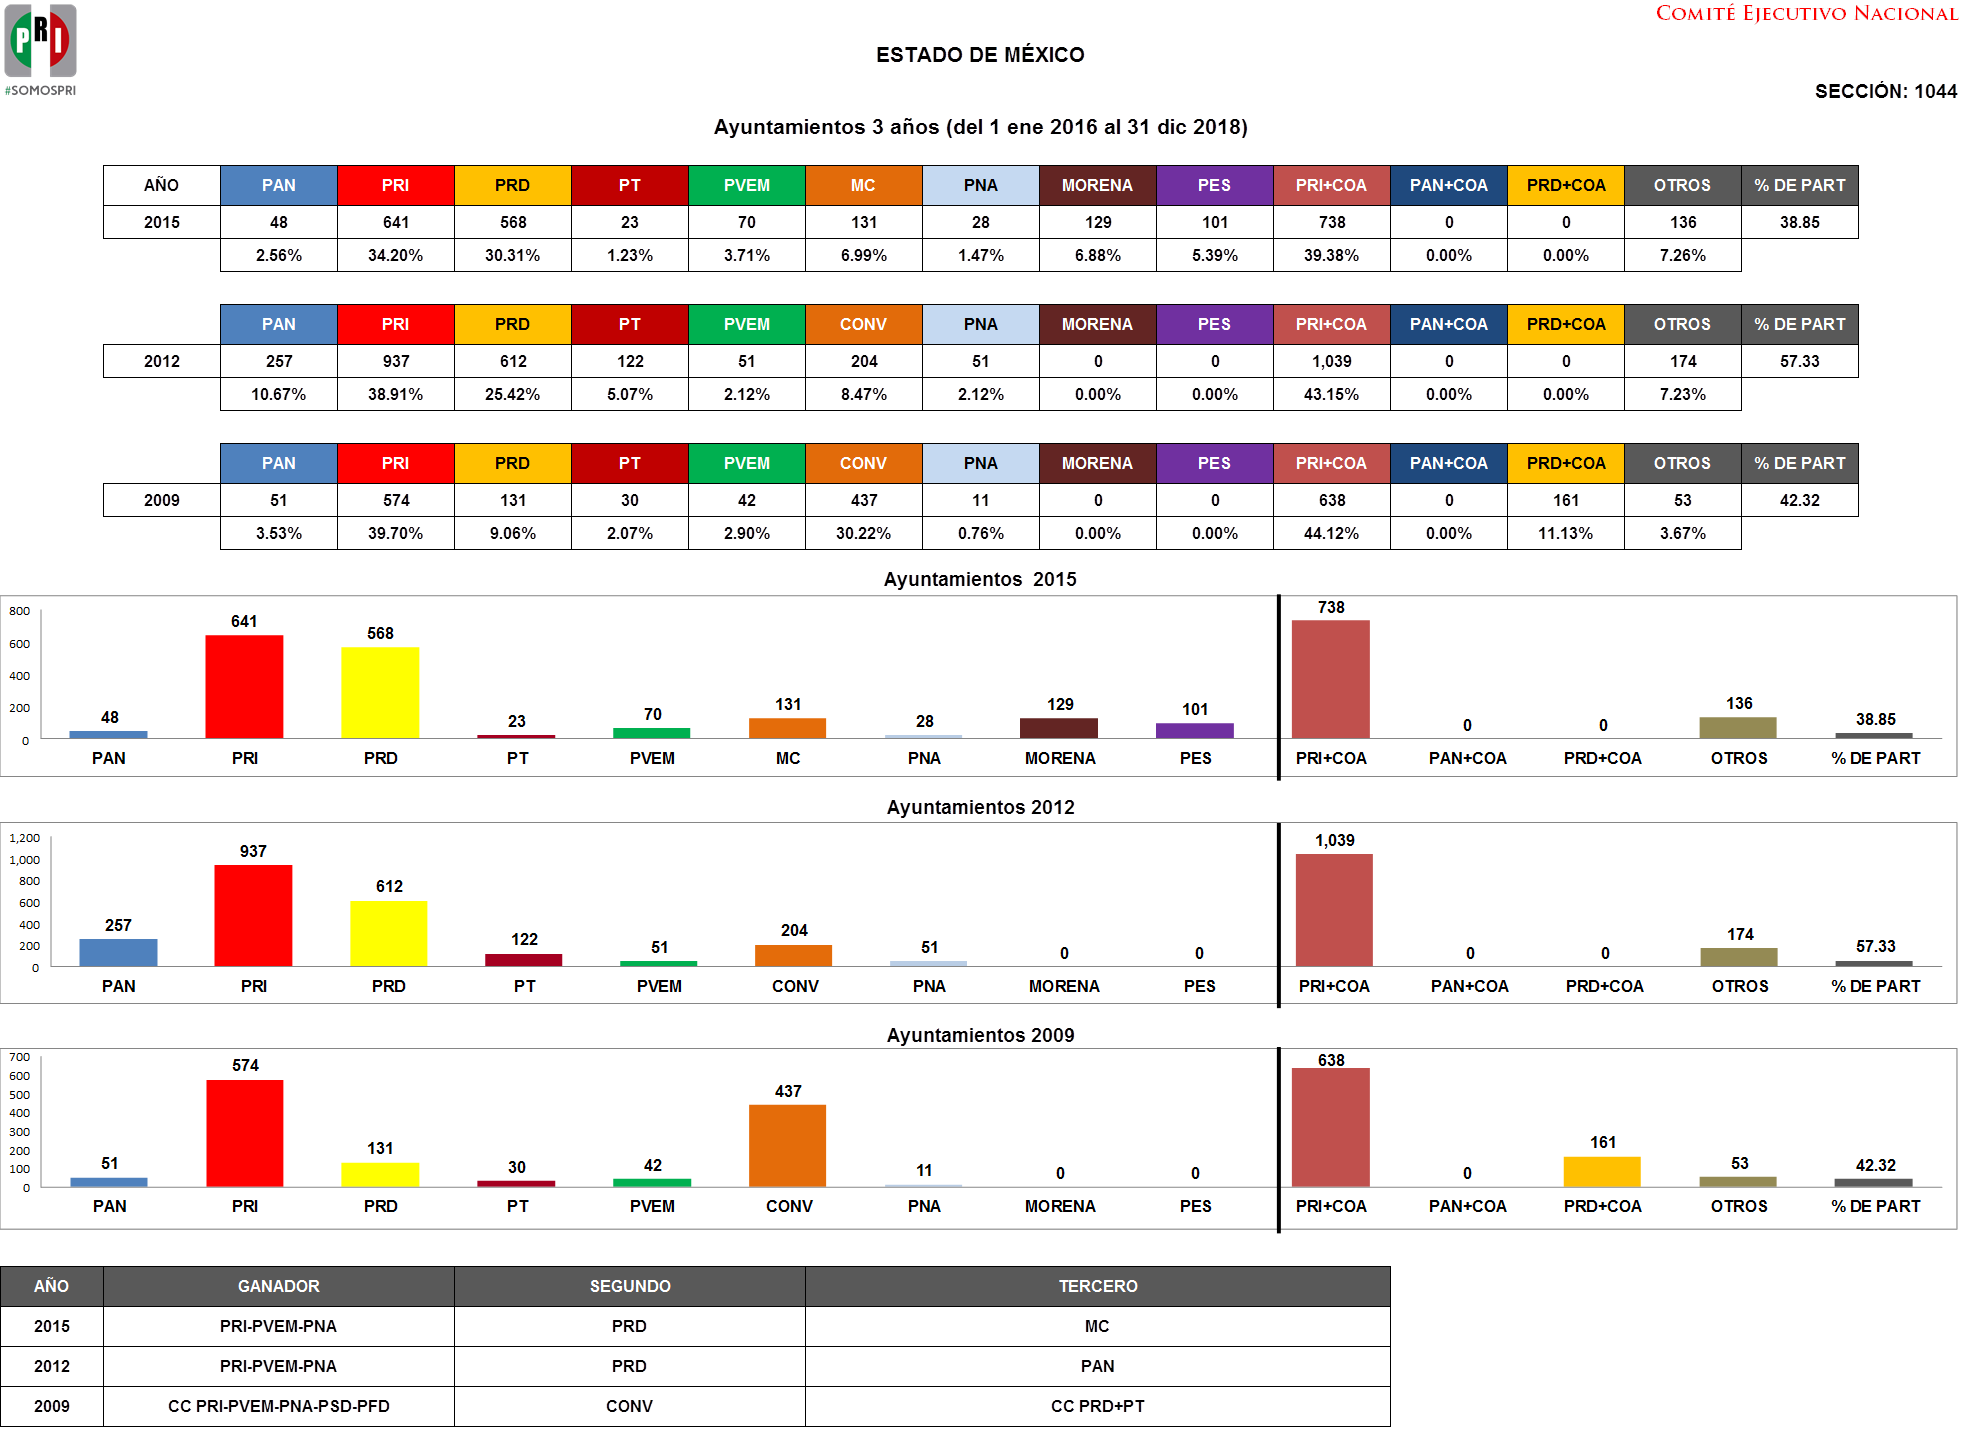 PRI
#SOMOSPRI
COMITÉ EJECUTIVO NACIONAL
ESTADO DE MÉXICO
SECCIÓN: 1044
Ayuntamientos 3 años (del 1 ene 2016 al 31 dic 2018)
AÑO PAN PRI PRD PT PVEM MC PNA MORENA PES PRI+COA PAN+COA PRD+COA OTROS % DE PART
2015 48 641 568 23 70 131 28 129 101 738 0 0 136 38.85
2.56% 34.20% 30.31% 1.23% 3.71% 6.99% 1.47% 6.88% 5.39% 39.38% 0.00% 0.00% 7.26%
PAN PRI PRD PT PVEM CONV PNA MORENA PES PRI+COA PAN+COA PRD+COA OTROS % DE PART
2012 257 937 612 122 51 204 51 0 0 1,039 0 0 174 57.33
10.67% 38.91% 25.42% 5.07% 2.12% 8.47% 2.12% 0.00% 0.00% 43.15% 0.00% 0.00% 7.23%
PAN PRI PRD PT PVEM CONV PNA MORENA PES PRI+COA PAN+COA PRD+COA OTROS % DE PART
2009 51 574 131 30 42 437 11 0 0 638 0 161 53 42.32
3.53% 39.70% 9.06% 2.07% 2.90% 30.22% 0.76% 0.00% 0.00% 44.12% 0.00% 11.13% 3.67%
Ayuntamientos 2015
800
600
400
200
0
48 641 568 23 70 131 28 129 101 738 0 0 136 38.85
PAN PRI PRD PT PVEM MC PNA MORENA PES PRI+COA PAN+COA PRD+COA OTROS % DE PART
Ayuntamientos 2012
1,200
1,000
800
600
400
200
0
257 937 612 122 51 204 51 0 0 1,039 0 0 174 57.33
PAN PRI PRD PT PVEM CONV PNA MORENA PES PRI+COA PAN+COA PRD+COA OTROS % DE PART
Ayuntamientos 2009
700
600
500
400
300
200
100
0
51 574 131 30 42 437 11 0 0 638 0 161 53 42.32
PAN PRI PRD PT PVEM CONV PNA MORENA PES PRI+COA PAN+COA PRD+COA OTROS % DE PART
AÑO GANADOR SEGUNDO TERCERO
2015 PRI-PVEM-PNA PRD MC
2012 PRI-PVEM-PNA PRD PAN
2009 CC PRI-PVEM-PNA-PSD-PFD CONV CC PRD+PT